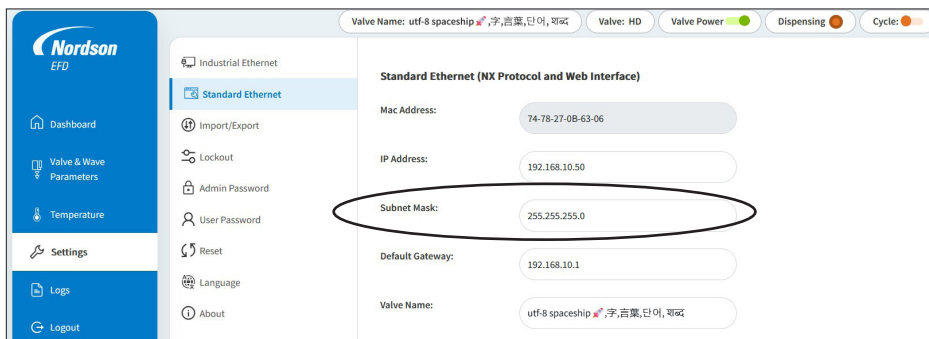 Nordson
EFD
Dashboard
Valve & Wave
Parameters
Temperature
Settings
Logs
Logout
Valve Name: utf-8 spaceship 🚀,字,言葉,단어, शब्द
Valve: HD
Valve Power
Dispensing
Cycle:
Industrial Ethernet
Standard Ethernet
Import/Export
Lockout
Admin Password
User Password
Reset
Language
About
Standard Ethernet (NX Protocol and Web Interface)
Mac Address:
74-78-27-0B-63-06
IP Address:
192.168.10.50
Subnet Mask:
255.255.255.0
Default Gateway:
192.168.10.1
Valve Name:
utf-8 spaceship 🚀,字,言葉,단어, शब्द